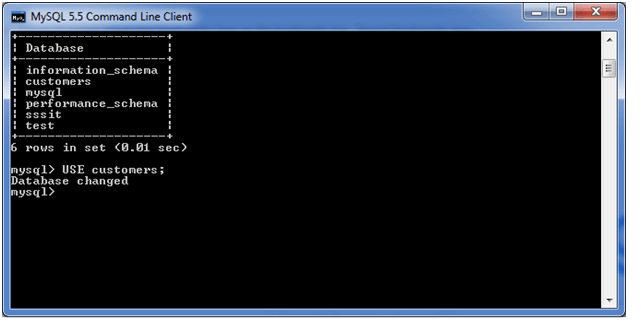 MySQL 5.5 Command Line Client
+--------------------+
| Database           |
+--------------------+
| information_schema |
| customers          |
| mysql              |
| performance_schema |
| sssit              |
| test               |
+--------------------+
6 rows in set (0.01 sec)
mysql> USE customers;
Database changed
mysql>